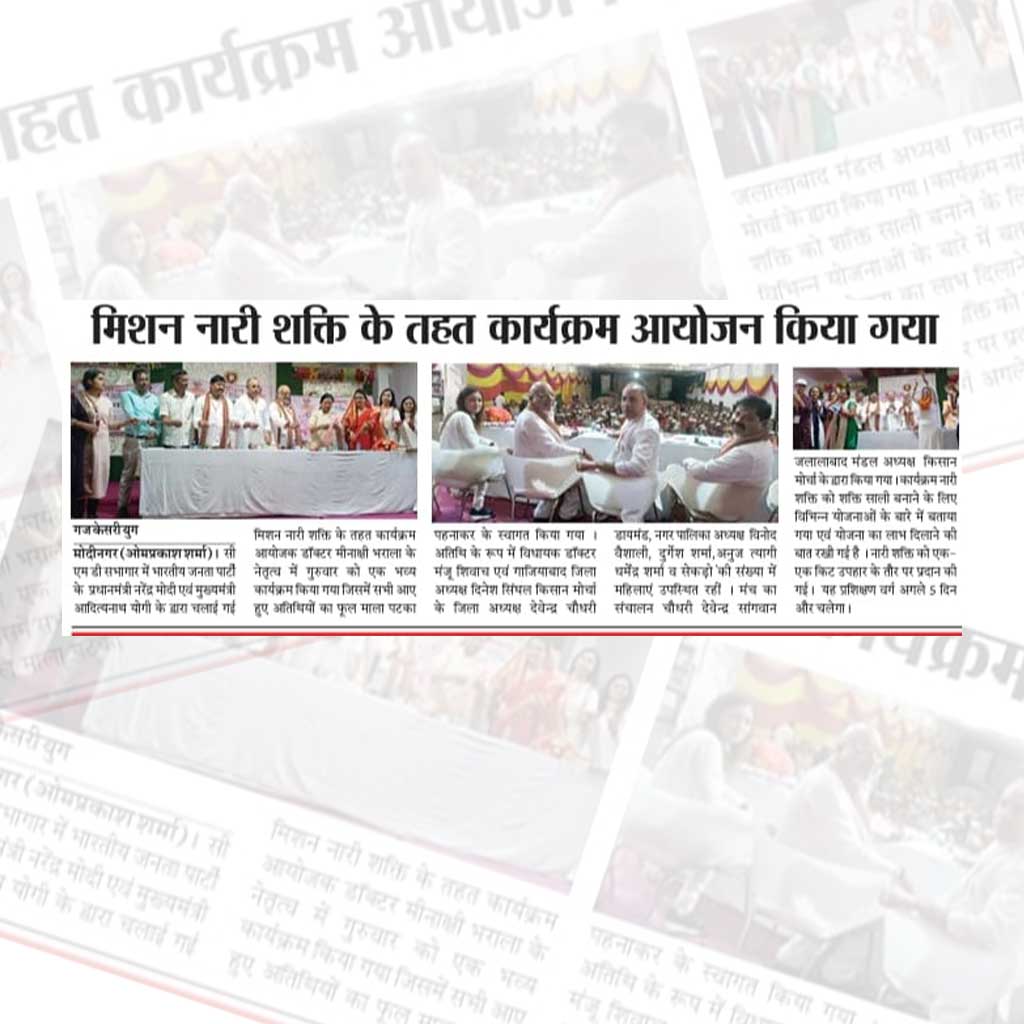 मिशन नारी शक्ति के तहत कार्यक्रम आयोजन किया गया
गजकेसरी युग
मोदीनगर (ओमप्रकाश शर्मा)। सी
एम डी सभागार में भारतीय जनता पार्टी
के प्रधानमंत्री नरेंद्र मोदी एवं मुख्यमंत्री
आदित्यनाथ योगी के द्वारा चलाई गई
मिशन नारी शक्ति के तहत कार्यक्रम
आयोजक डॉक्टर मीनाक्षी भराला के
नेतृत्व में गुरुवार को एक भव्य
कार्यक्रम किया गया जिसमें सभी आए
हुए अतिथियों का फूल माला पटका
पहनाकर के स्वागत किया गया ।
अतिथि के रूप में विधायक डॉक्टर
मंजू शिवाच एवं गाजियाबाद जिला
अध्यक्ष दिनेश सिंघल किसान मोर्चा
के जिला अध्यक्ष देवेन्द्र चौधरी
डायमंड, नगर पालिका अध्यक्ष विनोद
वैशाली, दुर्गेश शर्मा,अनुज त्यागी
धर्मेंद्र शर्मा व सेकड़ो की संख्या में
महिलाएं उपस्थित रहीं । मंच का
संचालन चौधरी देवेन्द्र सांगवान
जलालाबाद मंडल अध्यक्ष किसान
मोर्चा के द्वारा किया गया । कार्यक्रम नारी
शक्ति को शक्ति साली बनाने के लिए
विभिन्न योजनाओं के बारे में बताया
गया एवं योजना का लाभ दिलाने की
बात रखी गई है । नारी शक्ति को एक-
एक किट उपहार के तौर पर प्रदान की
गई। यह प्रशिक्षण वर्ग अगले 5 दिन
और चलेगा ।